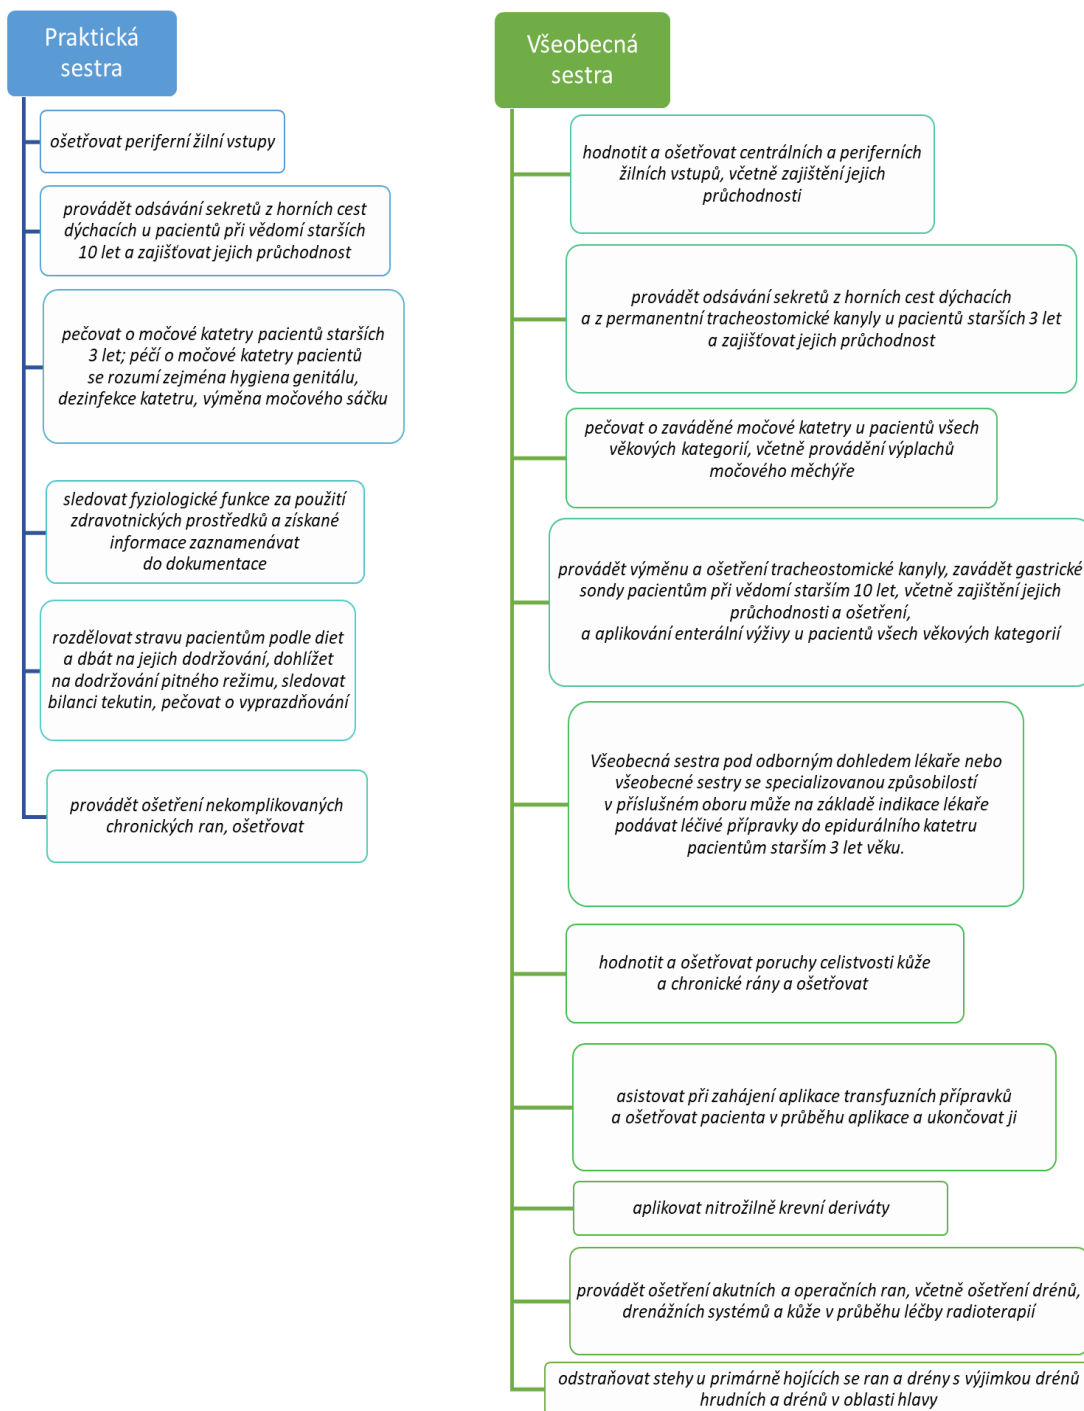 Praktická
sestra
ošetřovat periferní žilní vstupy
provádět odsávání sekretů z horních cest
dýchacích u pacientů při vědomí starších
10 let a zajišťovat jejich průchodnost
pečovat o močové katetry pacientů starších
3 let; péčí o močové katetry pacientů
se rozumí zejména hygiena genitálu,
dezinfekce katetru, výměna močového sáčku
sledovat fyziologické funkce za použití
zdravotnických prostředků a získané
informace zaznamenávat
do dokumentace
rozdělovat stravu pacientům podle diet
a dbát na jejich dodržování, dohlížet
na dodržování pitného režimu, sledovat
bilanci tekutin, pečovat o vyprazdňování
provádět ošetření nekomplikovaných
chronických ran, ošetřovat
Všeobecná
sestra
hodnotit a ošetřovat centrálních a periferních
žilních vstupů, včetně zajištění jejich
průchodnosti
provádět odsávání sekretů z horních cest dýchacích
a z permanentní tracheostomické kanyly u pacientů starších 3 let
a zajišťovat jejich průchodnost
pečovat o zaváděné močové katetry u pacientů všech
věkových kategorií, včetně provádění výplachů
močového měchýře
provádět výměnu a ošetření tracheostomické kanyly, zavádět gastrické
sondy pacientům při vědomí starším 10 let, včetně zajištění jejich
průchodnosti a ošetření,
a aplikování enterální výživy u pacientů všech věkových kategorií
Všeobecná sestra pod odborným dohledem lékaře nebo
všeobecné sestry se specializovanou způsobilostí
v příslušném oboru může na základě indikace lékaře
podávat léčivé přípravky do epidurálního katetru
pacientům starším 3 let věku.
hodnotit a ošetřovat poruchy celistvosti kůže
a chronické rány a ošetřovat
asistovat při zahájení aplikace transfuzních přípravků
a ošetřovat pacienta v průběhu aplikace a ukončovat ji
aplikovat nitrožilně krevní deriváty
provádět ošetření akutních a operačních ran, včetně ošetření drénů,
drenážních systémů a kůže v průběhu léčby radioterapií
odstraňovat stehy u primárně hojících se ran a drény s výjimkou drénů
hrudních a drénů v oblasti hlavy